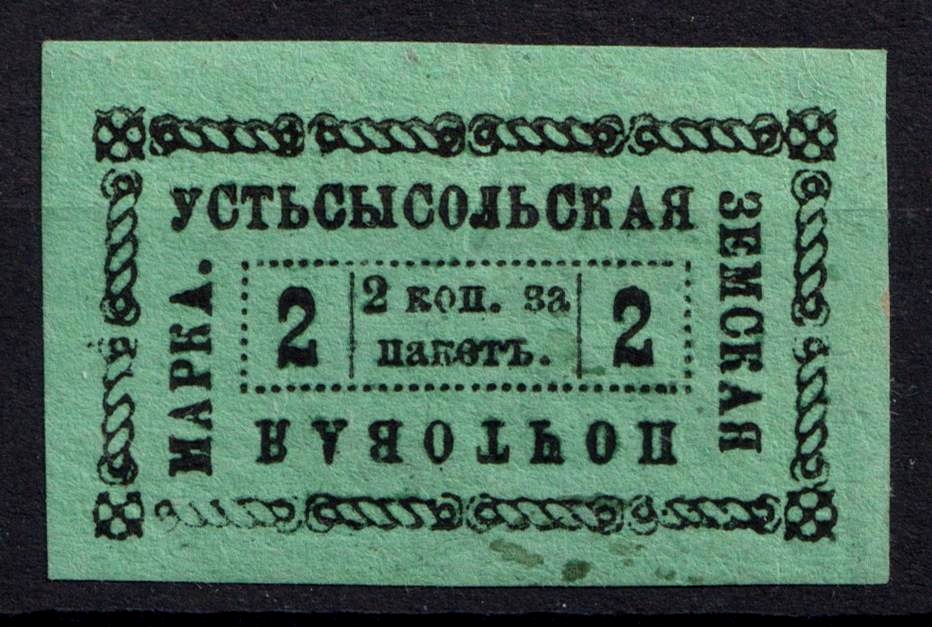 УСТЬСЫСОЛЬСКАЯ
ЗЕМСКАЯ
ПОЧТОВАЯ
МАРКА.
2
2 коп. за
пакетъ.
2